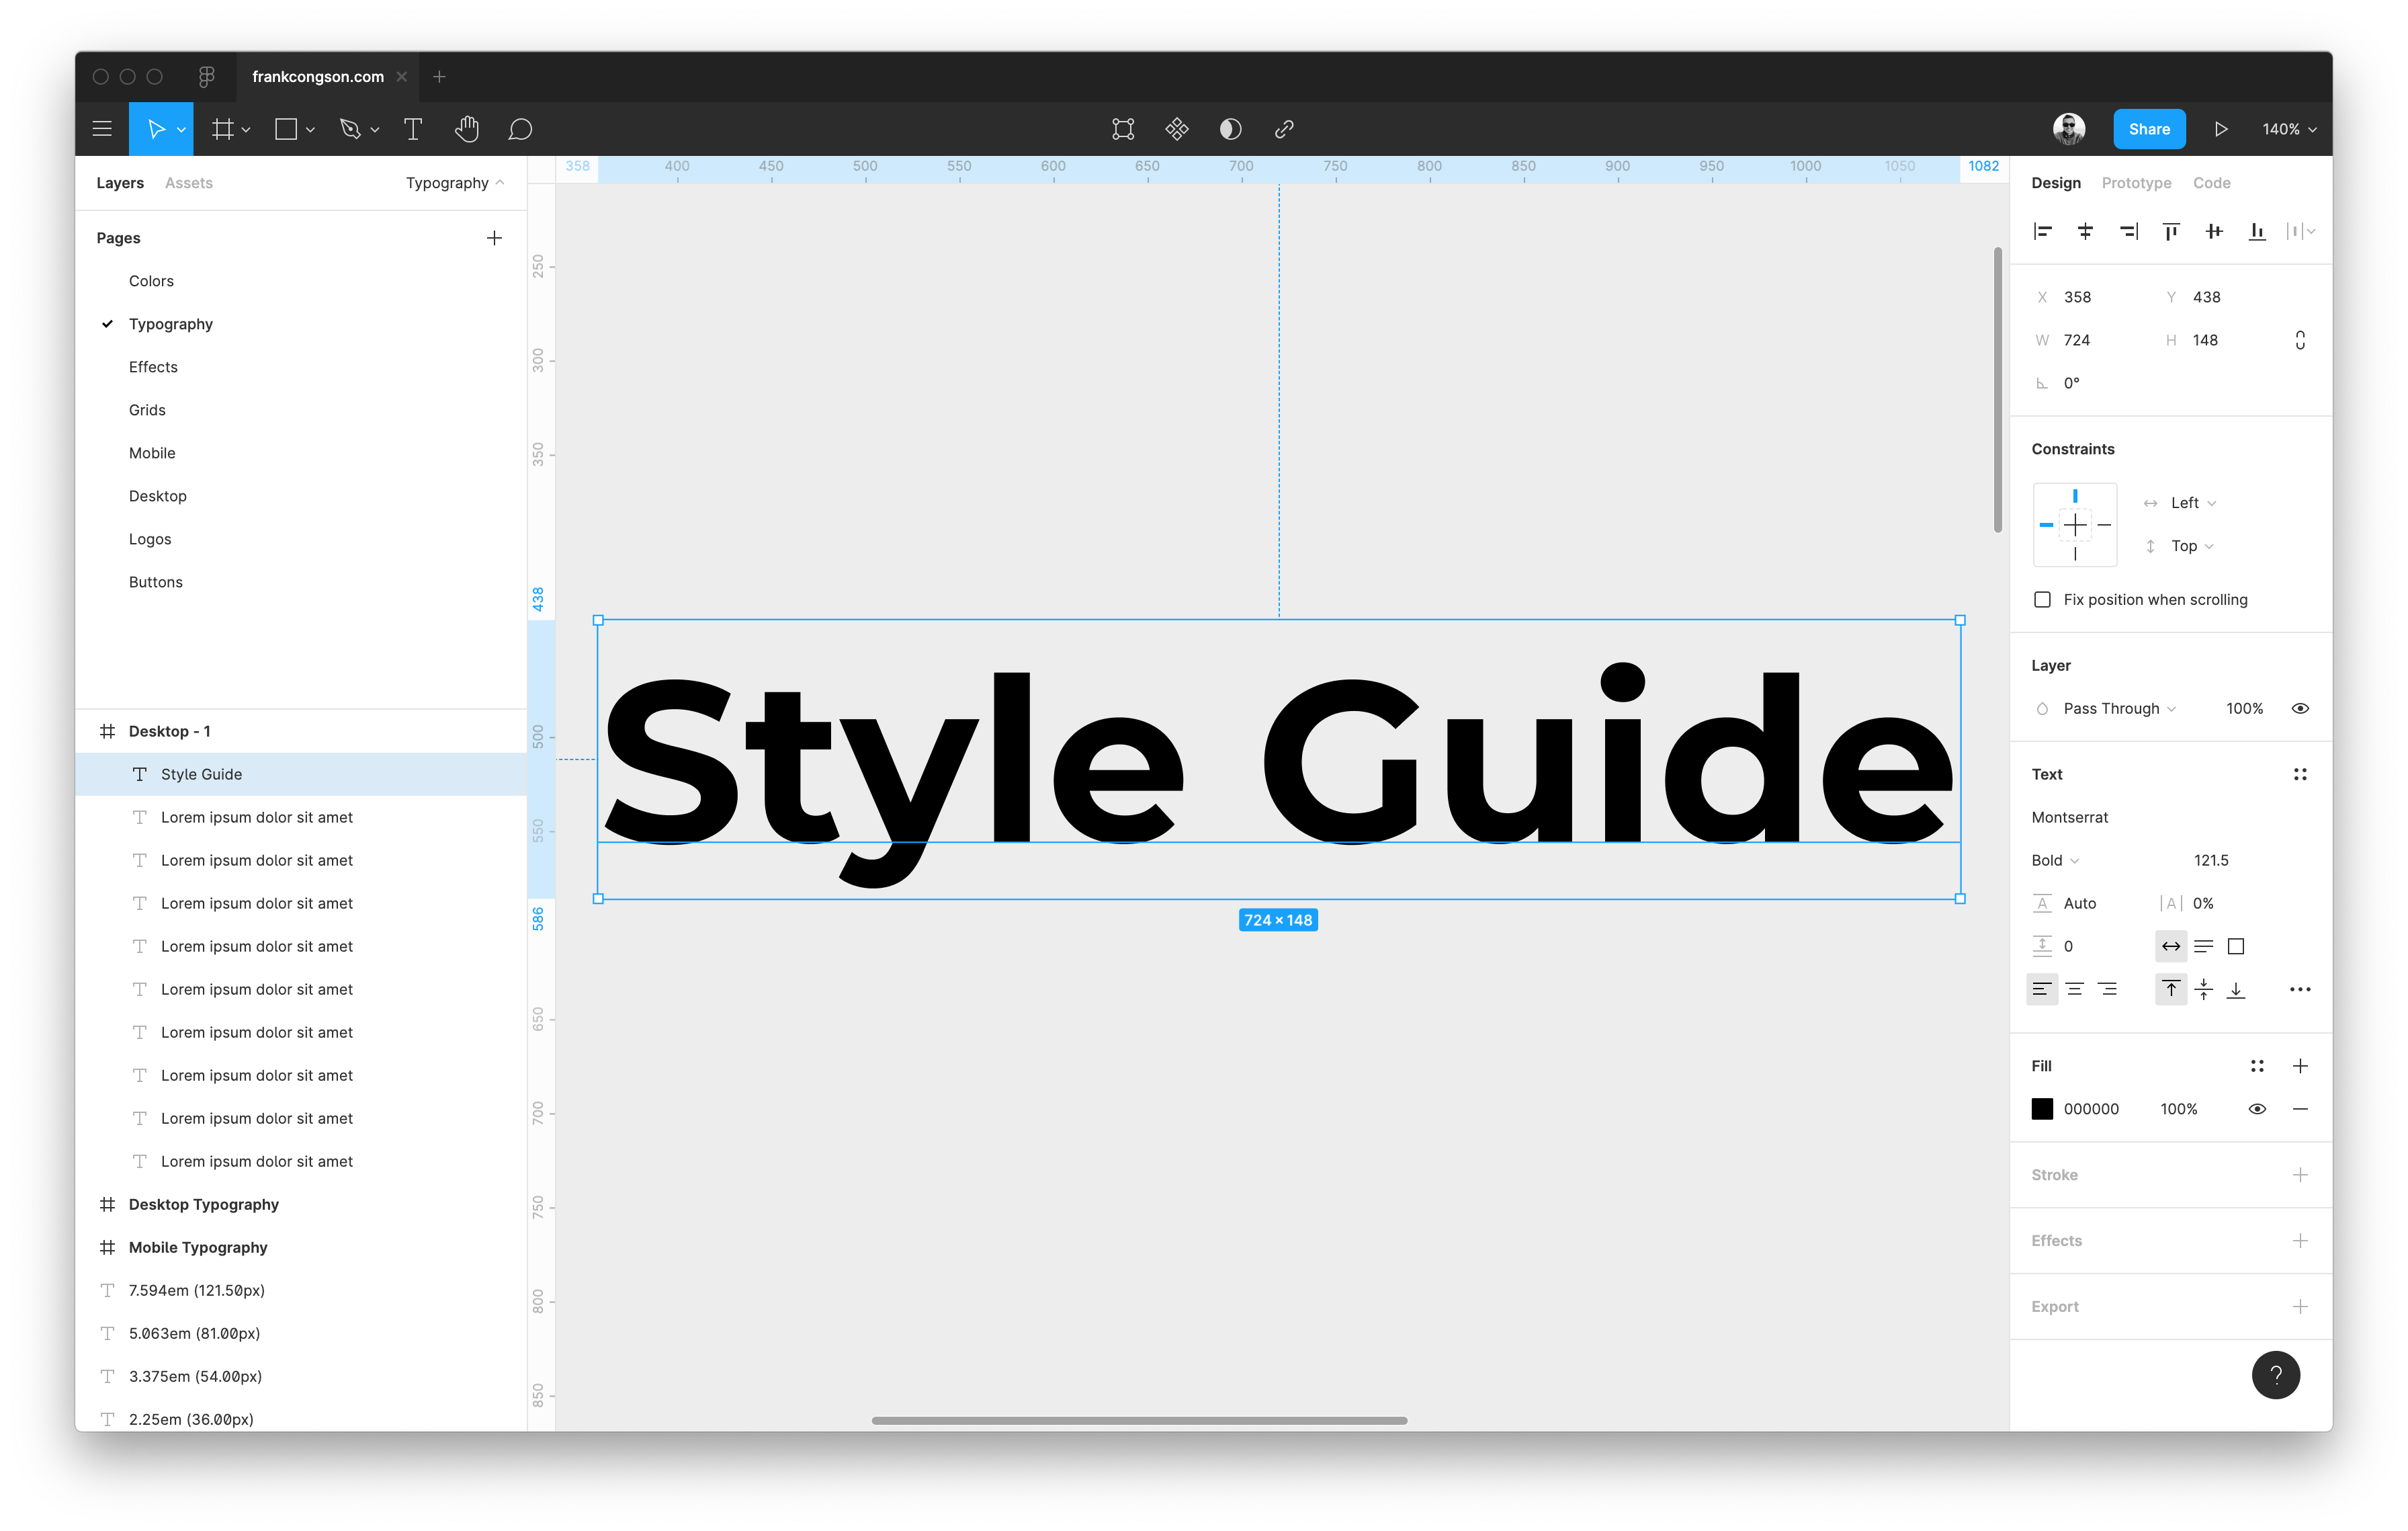 frankcongson.com
Share
140%
Layers
Assets
Typography
358
400
450
500
550
600
650
700
750
800
850
900
950
1000
1050
1082
Design
Prototype
Code
Pages
Colors
Typography
Effects
Grids
Mobile
Desktop
Logos
Buttons
Desktop - 1
Style Guide
Lorem ipsum dolor sit amet
Lorem ipsum dolor sit amet
Lorem ipsum dolor sit amet
Lorem ipsum dolor sit amet
Lorem ipsum dolor sit amet
Lorem ipsum dolor sit amet
Lorem ipsum dolor sit amet
Lorem ipsum dolor sit amet
Lorem ipsum dolor sit amet
Desktop Typography
Mobile Typography
7.594em (121.50px)
5.063em (81.00px)
3.375em (54.00px)
2.25em (36.00px)
250
300
350
438
500
550
586
650
700
750
800
850
Style Guide
724 × 148
X 358
Y 438
W 724
H 148
0°
Constraints
Left
Top
Fix position when scrolling
Layer
Pass Through
100%
Text
Montserrat
Bold
121.5
A Auto
|A| 0%
0
Fill
000000
100%
Stroke
Effects
Export
?